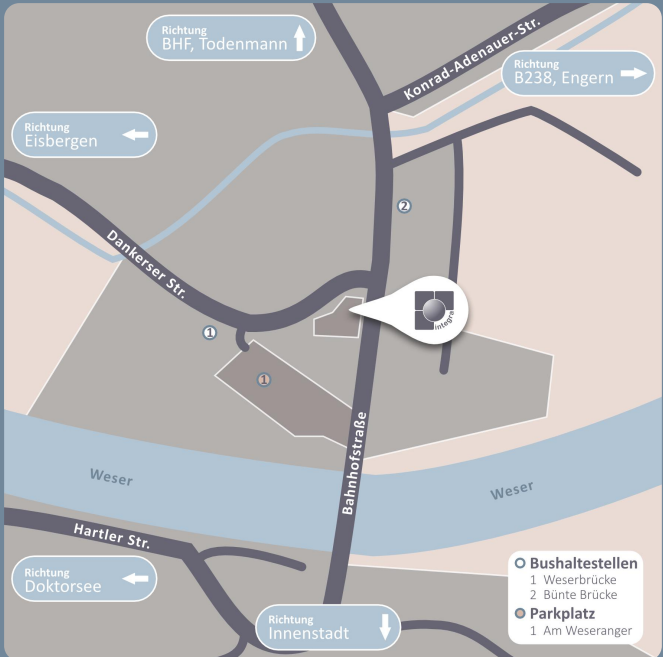 Richtung
BHF, Todenmann
Konrad-Adenauer-Str.
Richtung
B238, Engern
Richtung
Eisbergen
2
Dankerser Str.
integra
1
1
Bahnhofstraße
Weser
Weser
Hartler Str.
Richtung
Doktorsee
Richtung
Innenstadt
Bushaltestellen
1 Weserbrücke
2 Bünte Brücke
Parkplatz
1 Am Weseranger